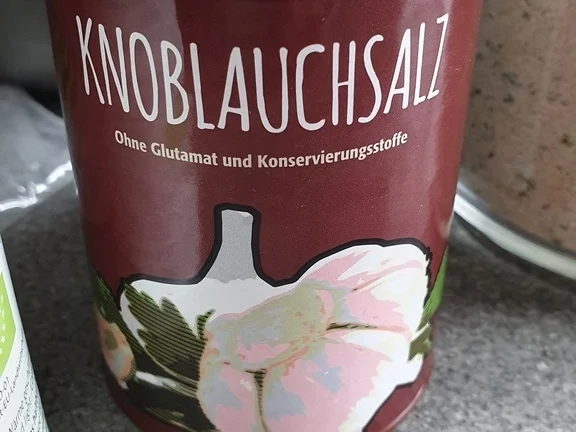 KNOBLAUCHSALZ
Ohne Glutamat und Konservierungsstoffe